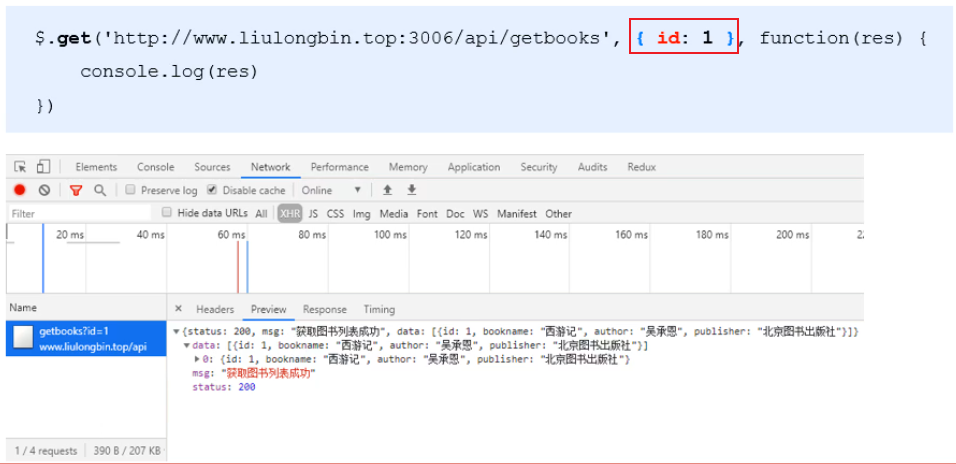 $.get('http://www.liulongbin.top:3006/api/getbooks', { id: 1 }, function(res) {
console.log(res)
})
Elements Console Sources Network Performance Memory Application Security Audits Redux
Preserve log Disable cache Online
Filter Hide data URLs All XHR JS CSS Img Media Font Doc WS Manifest Other
20 ms 40 ms 60 ms 80 ms 100 ms 120 ms 140 ms 160 ms 180 ms 200 ms
Name × Headers Preview Response Timing
getbooks?id=1
www.liulongbin.top/api
{status: 200, msg: "获取图书列表成功", data: [{id: 1, bookname: "西游记", author: "吴承恩", publisher: "北京图书出版社"}]}
data: [{id: 1, bookname: "西游记", author: "吴承恩", publisher: "北京图书出版社"}]
0: {id: 1, bookname: "西游记", author: "吴承恩", publisher: "北京图书出版社"}
msg: "获取图书列表成功"
status: 200
1 / 4 requests 390 B / 207 KB